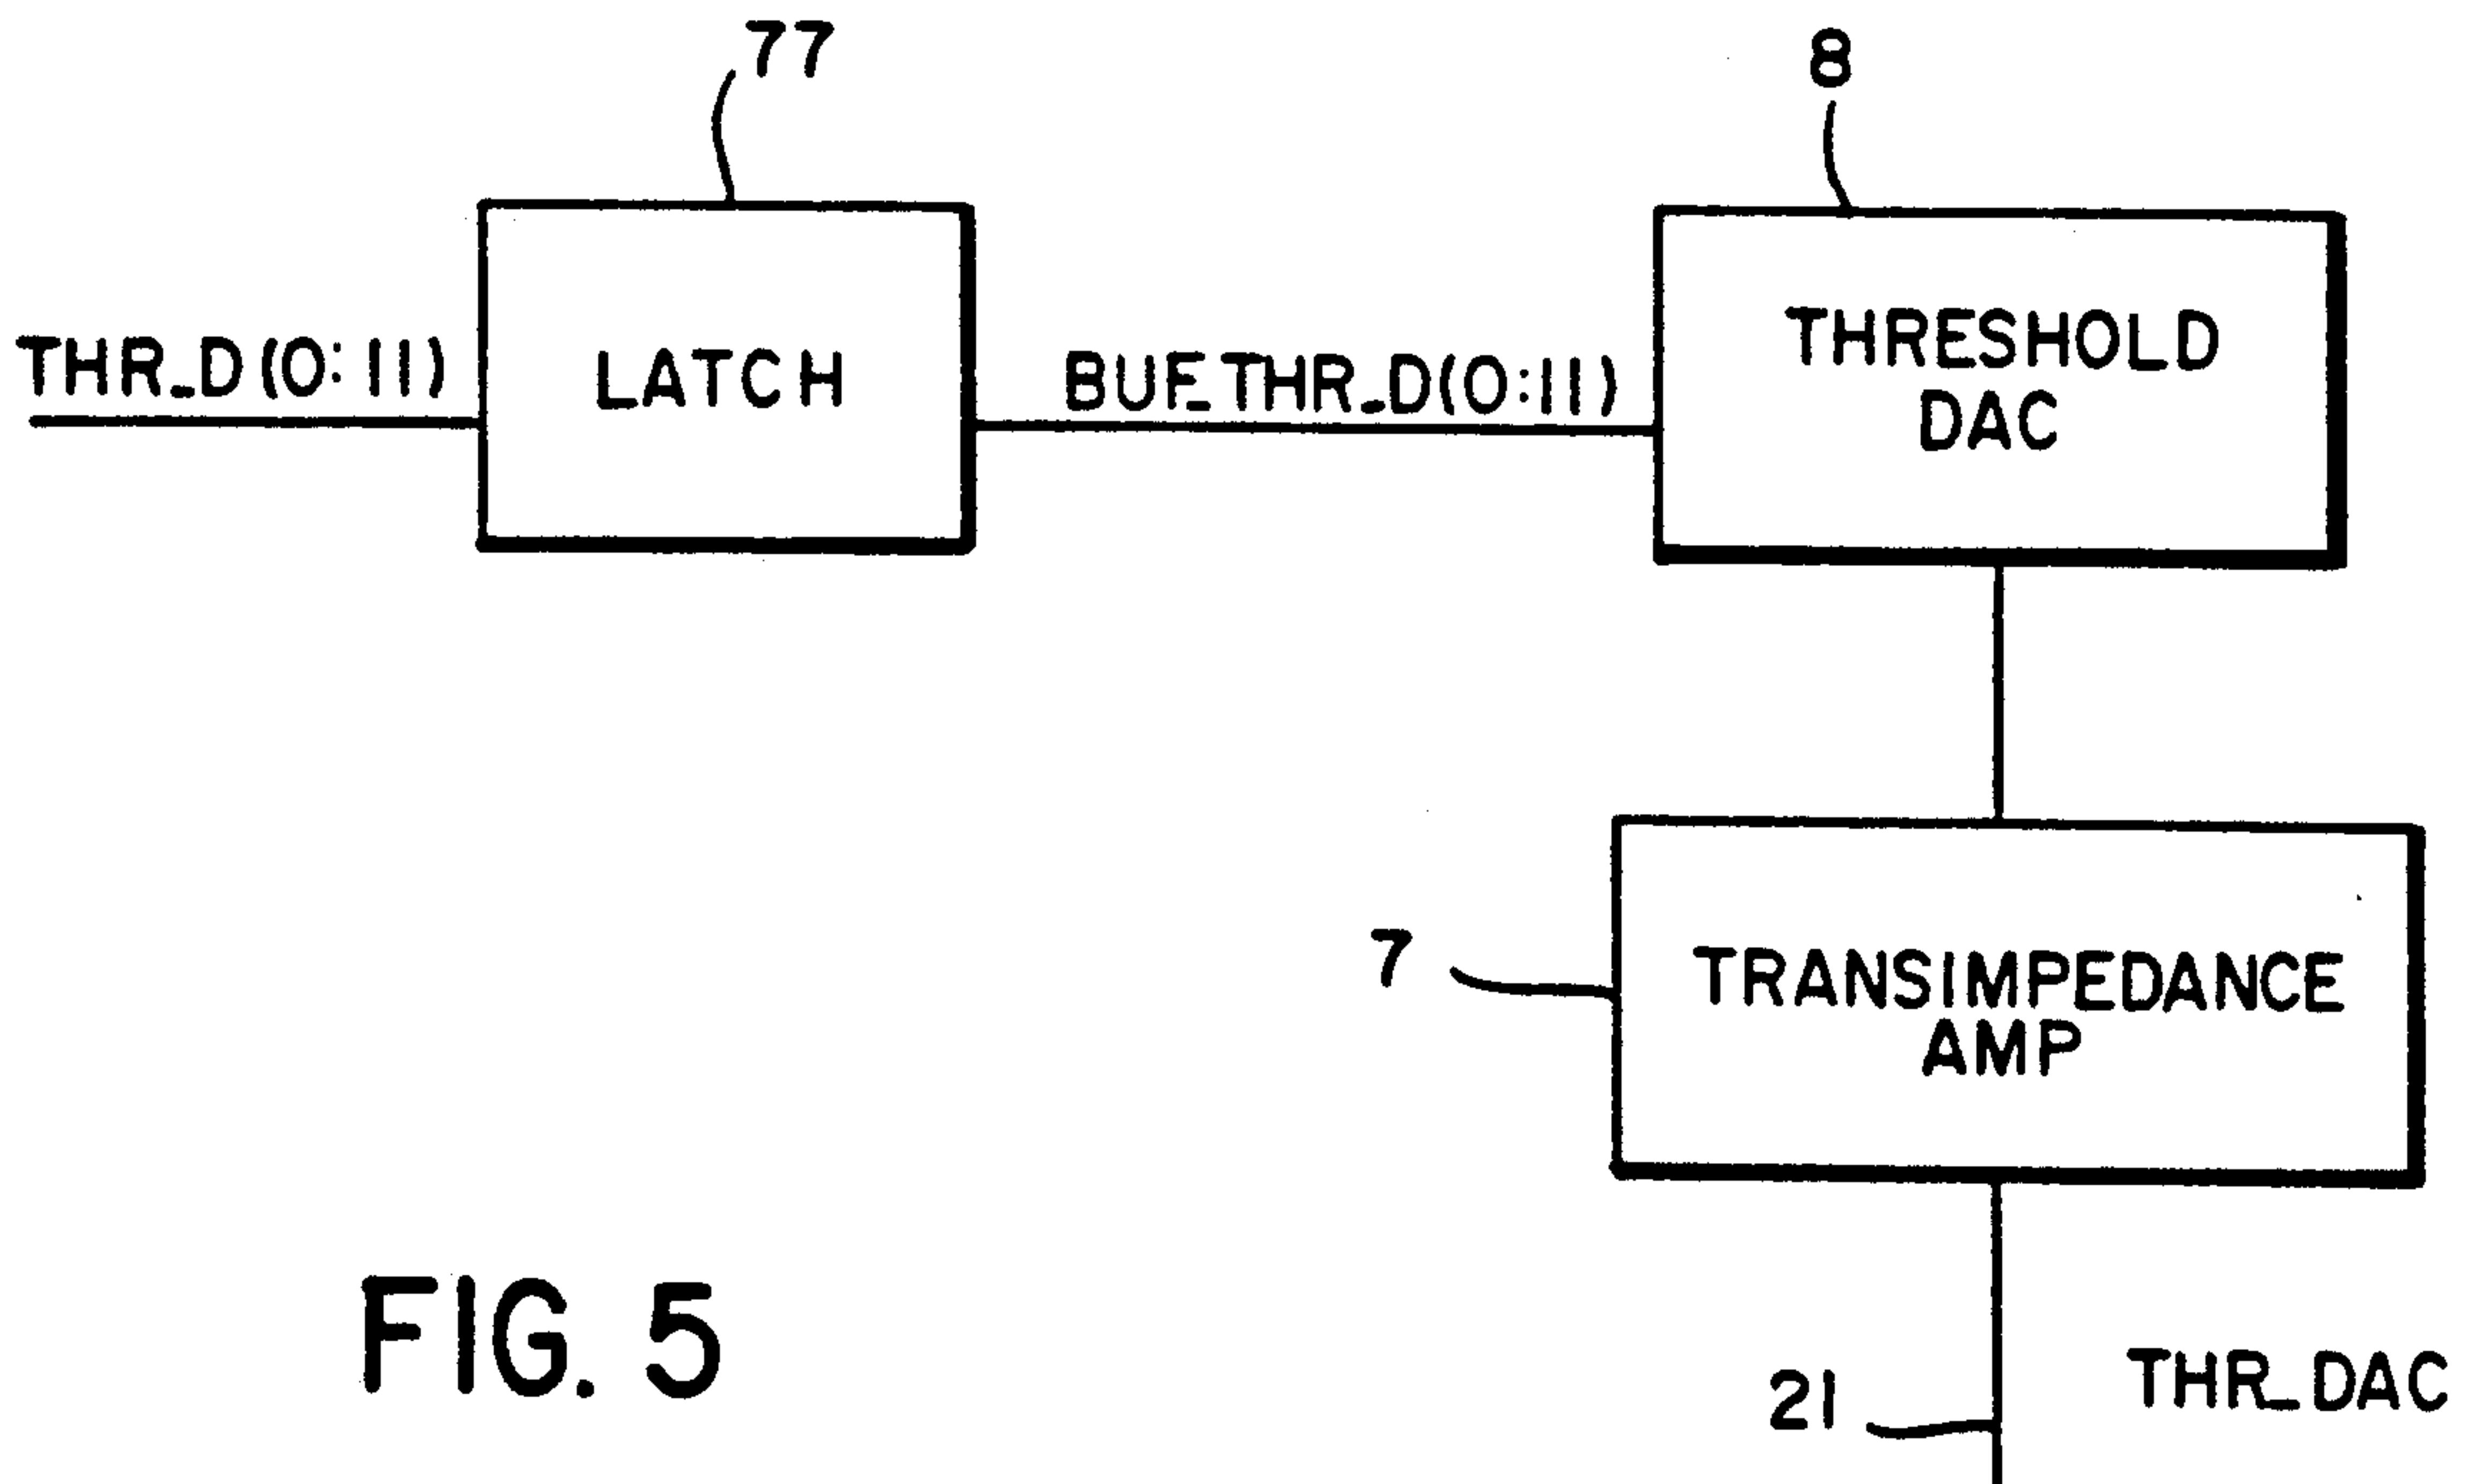 77
8
THR_D(0:11)
LATCH
BUF_THR_D(0:11)
THRESHOLD
DAC
7
TRANSIMPEDANCE
AMP
FIG. 5
21
THR_DAC